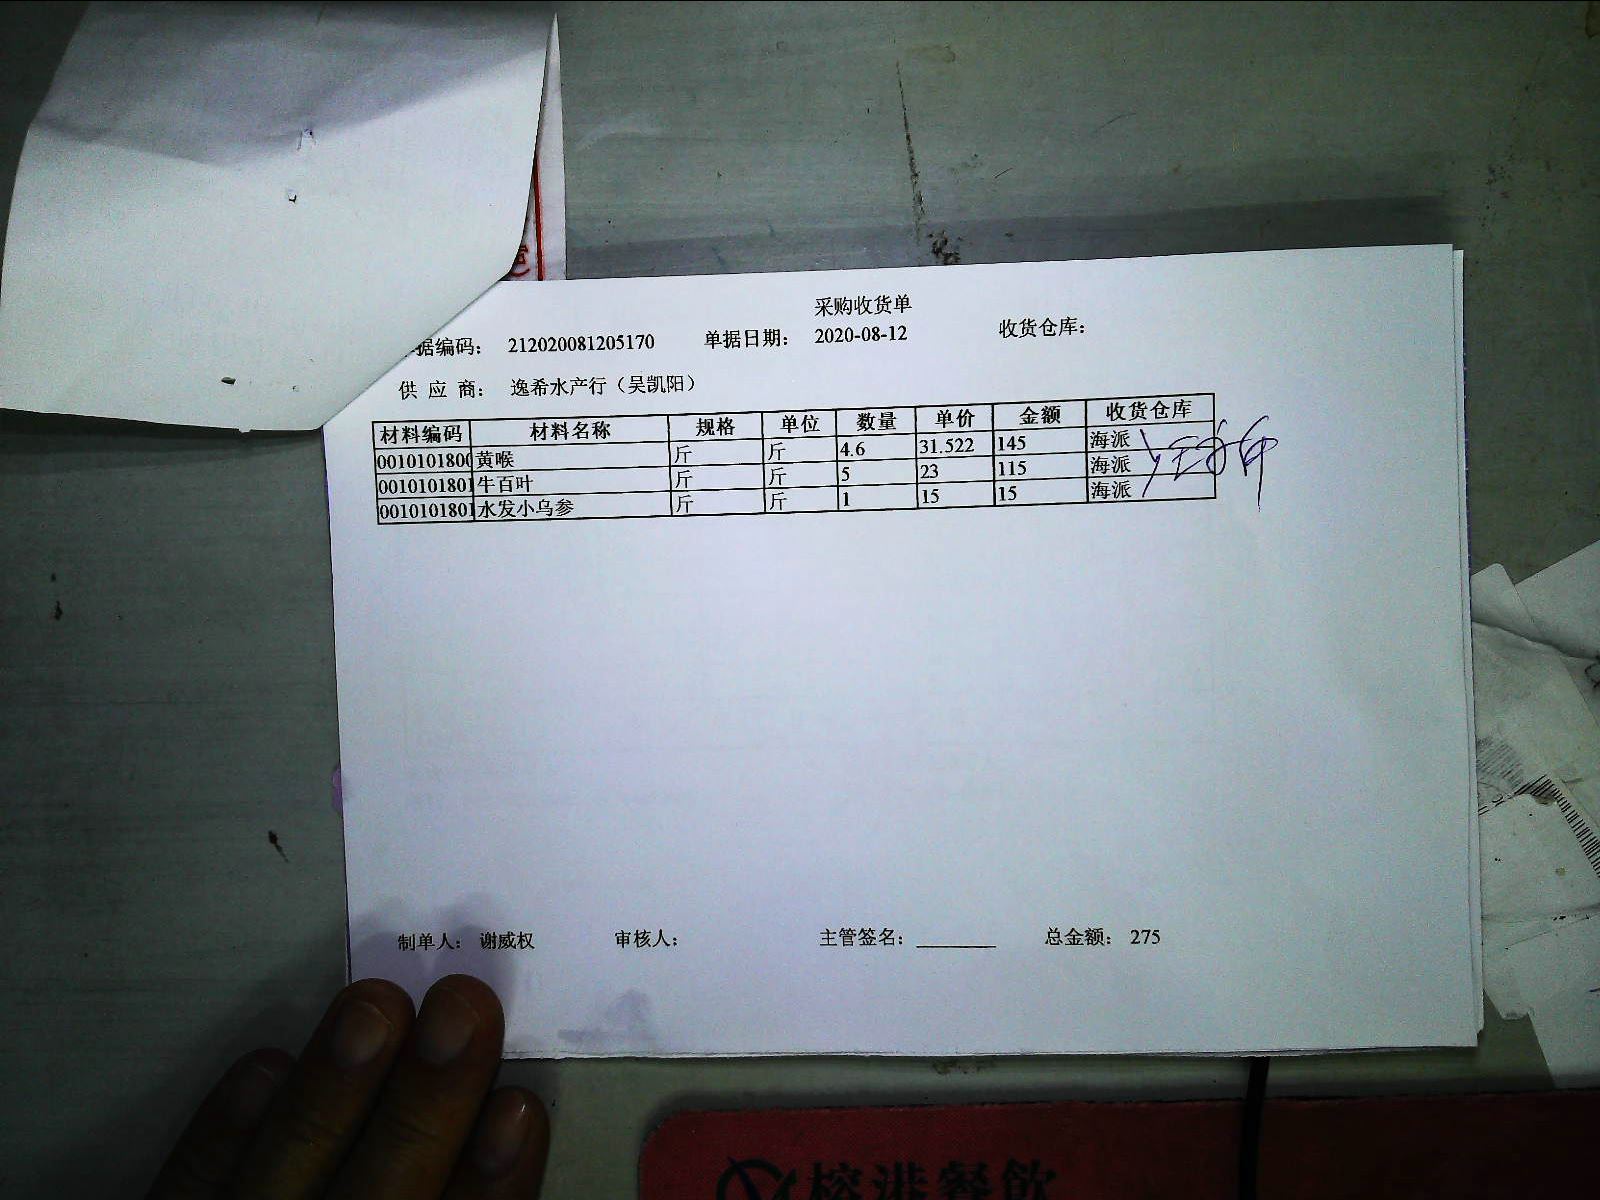 采购收货单
据编码： 212020081205170 单据日期： 2020-08-12 收货仓库：
供 应 商： 逸希水产行（吴凯阳）
材料编码 材料名称 规格 单位 数量 单价 金额 收货仓库
0010101800 黄喉 斤 斤 4.6 31.522 145 海派
0010101801 牛百叶 斤 斤 5 23 115 海派
0010101801 水发小乌参 斤 斤 1 15 15 海派
制单人： 谢威权 审核人： 主管签名：________ 总金额： 275
榕港餐飲